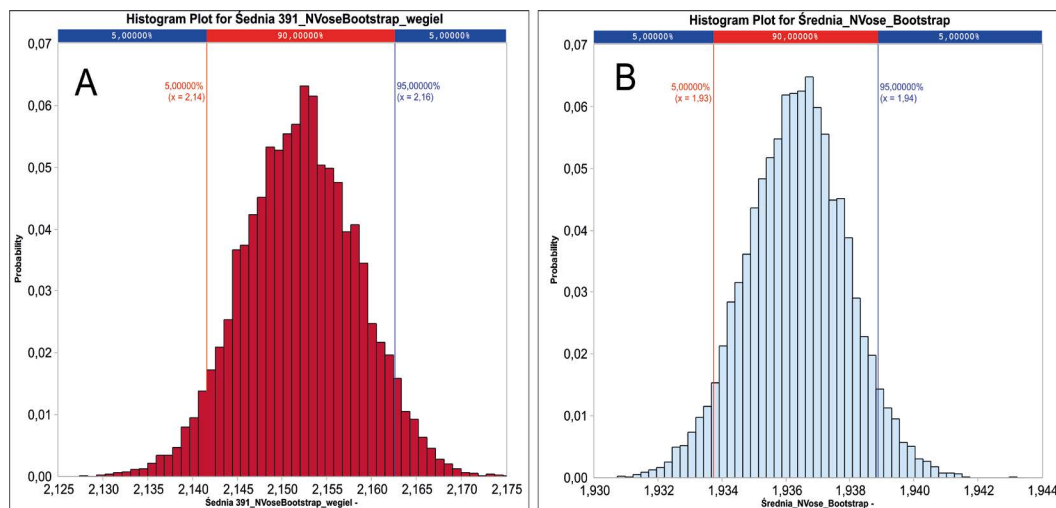 Histogram Plot for Śednia 391_NVoseBootstrap_wegiel
5,00000% 90,00000% 5,00000%
0,07
A
5,00000%
(x = 2,14)
95,00000%
(x = 2,16)
0,06
0,05
0,04
0,03
0,02
0,01
0,00
Probability
2,125 2,130 2,135 2,140 2,145 2,150 2,155 2,160 2,165 2,170 2,175
Śednia 391_NVoseBootstrap_wegiel -
Histogram Plot for Średnia_NVose_Bootstrap
5,00000% 90,00000% 5,00000%
0,07
B
5,00000%
(x = 1,93)
95,00000%
(x = 1,94)
0,06
0,05
0,04
0,03
0,02
0,01
0,00
Probability
1,930 1,932 1,934 1,936 1,938 1,940 1,942 1,944
Średnia_NVose_Bootstrap -